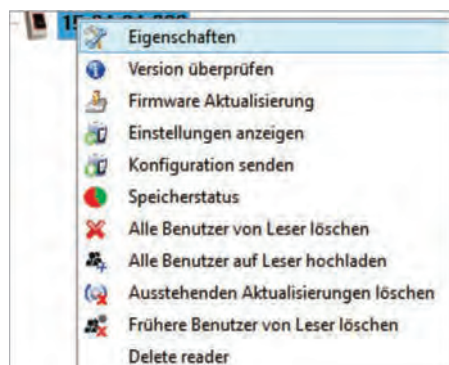 Eigenschaften
Version überprüfen
Firmware Aktualisierung
Einstellungen anzeigen
Konfiguration senden
Speicherstatus
Alle Benutzer von Leser löschen
Alle Benutzer auf Leser hochladen
Ausstehenden Aktualisierungen löschen
Frühere Benutzer von Leser löschen
Delete reader